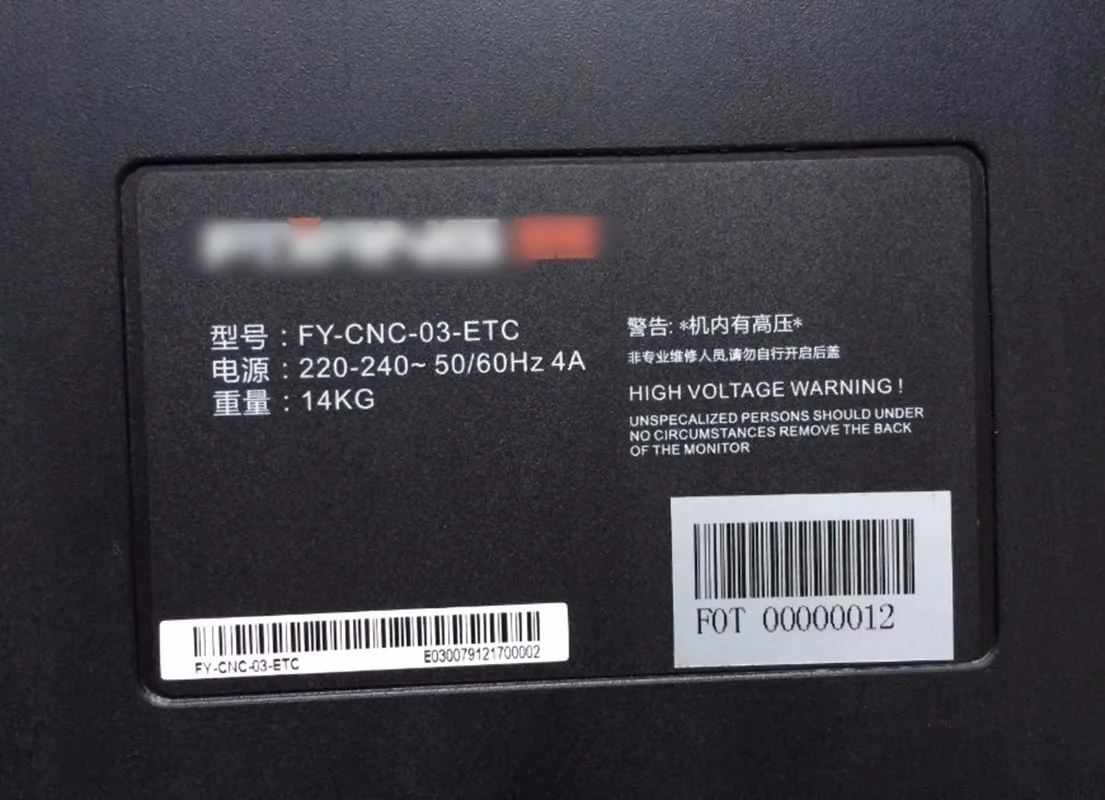 型号：FY-CNC-03-ETC
电源：220-240~ 50/60Hz 4A
重量：14KG
警告: *机内有高压*
非专业维修人员,请勿自行开启后盖
HIGH VOLTAGE WARNING !
UNSPECALIZED PERSONS SHOULD UNDER
NO CIRCUMSTANCES REMOVE THE BACK
OF THE MONITOR
FOT 00000012
FY-CNC-03-ETC E030079121700002